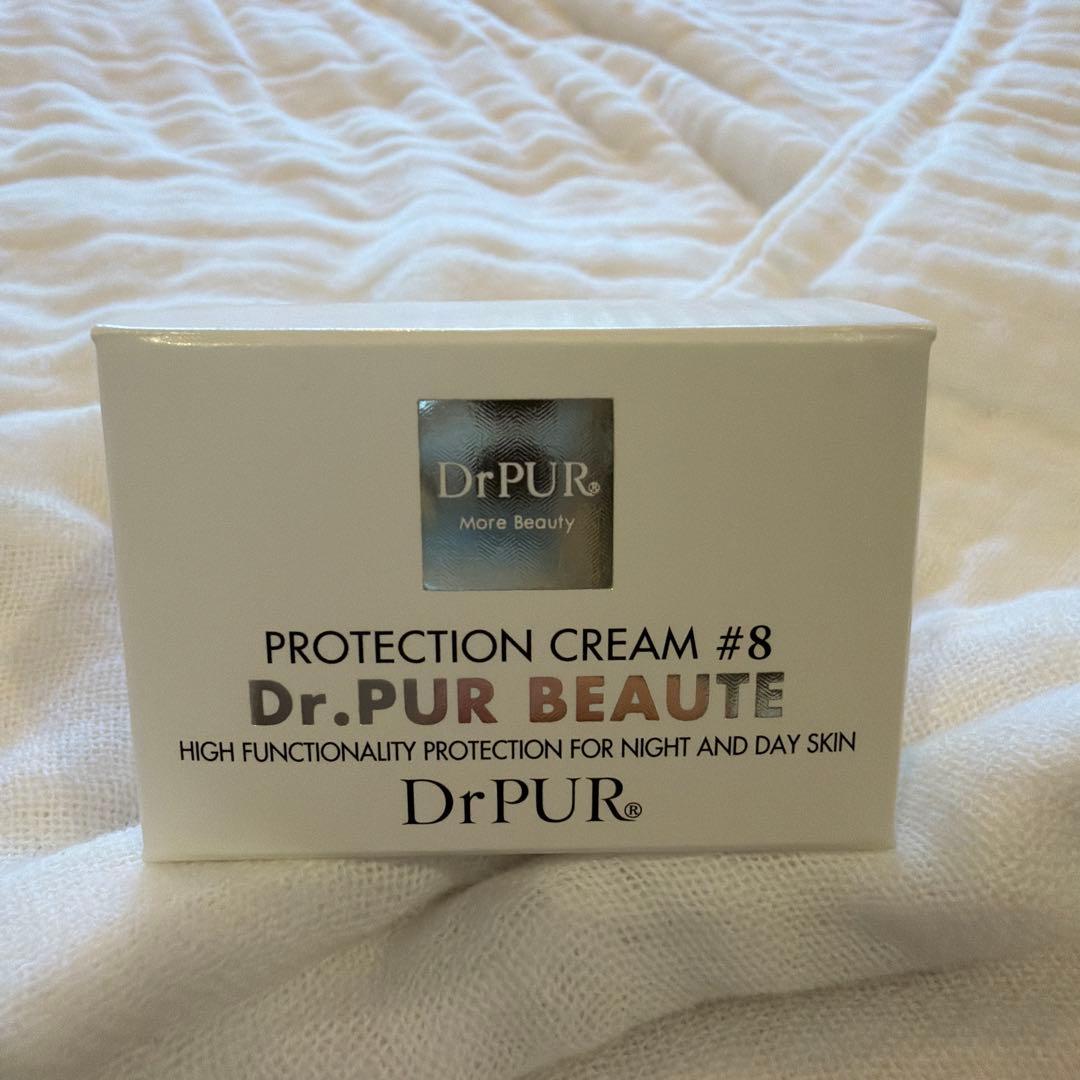 DrPUR®
More Beauty
PROTECTION CREAM #8
Dr.PUR BEAUTE
HIGH FUNCTIONALITY PROTECTION FOR NIGHT AND DAY SKIN
DrPUR®